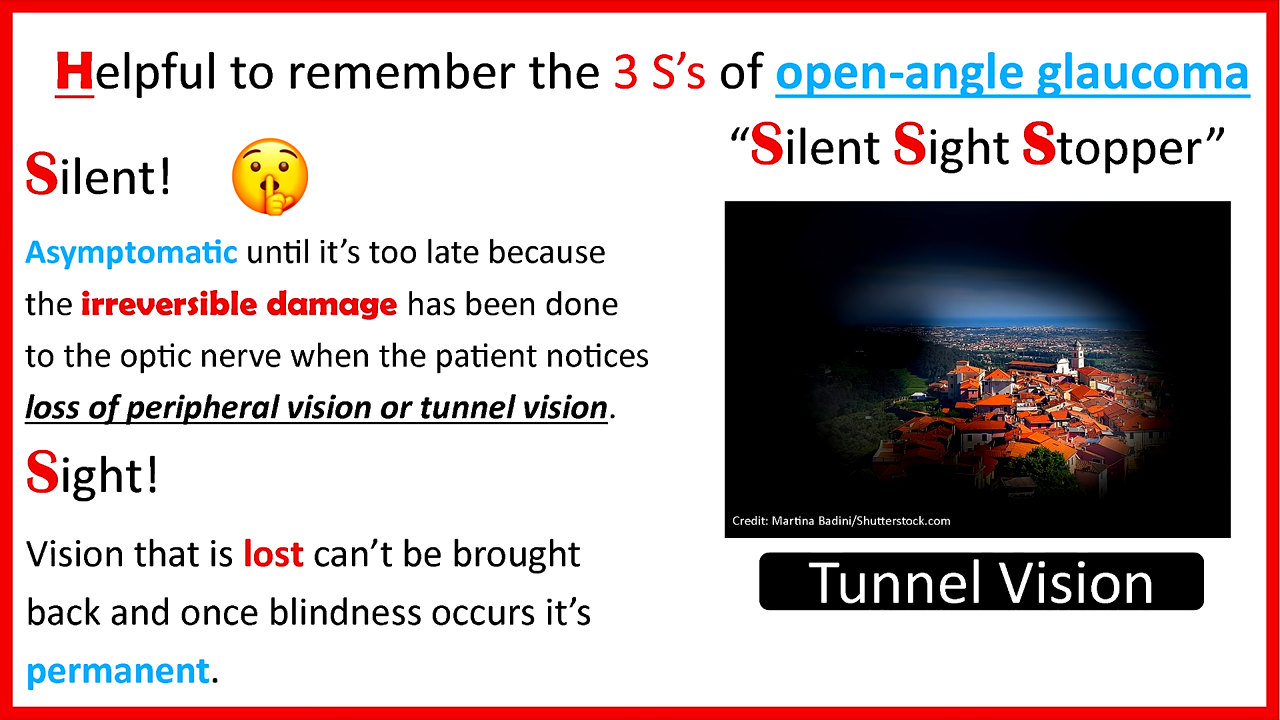 Helpful to remember the 3 S’s of open-angle glaucoma
“Silent Sight Stopper”
Silent!
Asymptomatic until it’s too late because
the irreversible damage has been done
to the optic nerve when the patient notices
loss of peripheral vision or tunnel vision.
Sight!
Vision that is lost can’t be brought
back and once blindness occurs it’s
permanent.
Credit: Martina Badini/Shutterstock.com
Tunnel Vision